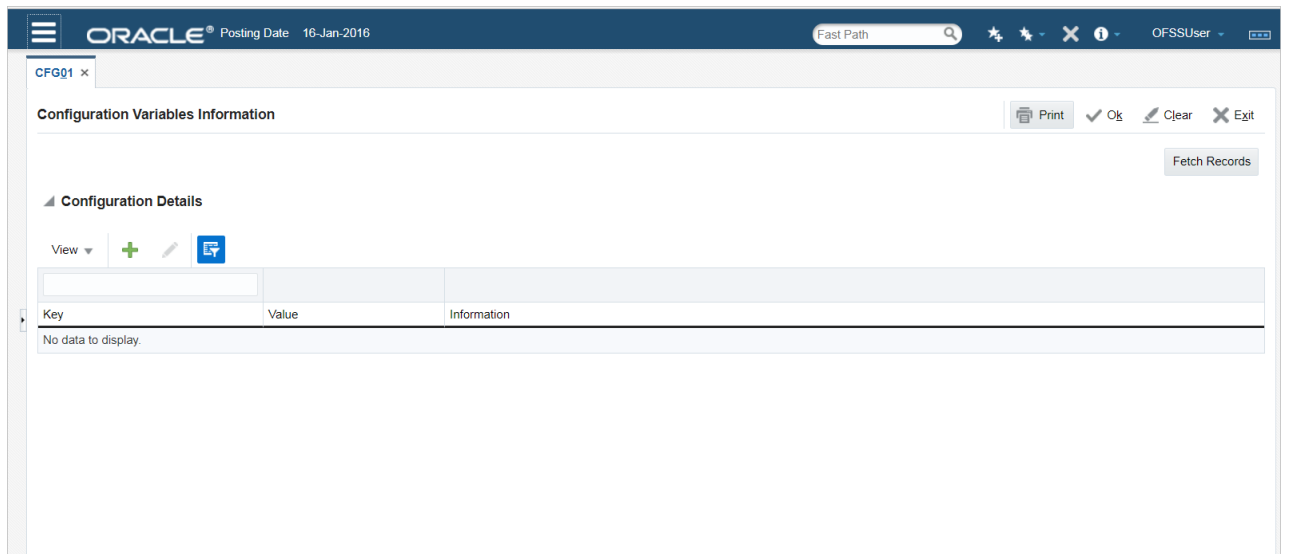 ORACLE® Posting Date 16-Jan-2016 Fast Path OFSSUser
CFG01 ×
Configuration Variables Information Print Ok Clear Exit
Fetch Records
Configuration Details
View
Key Value Information
No data to display.